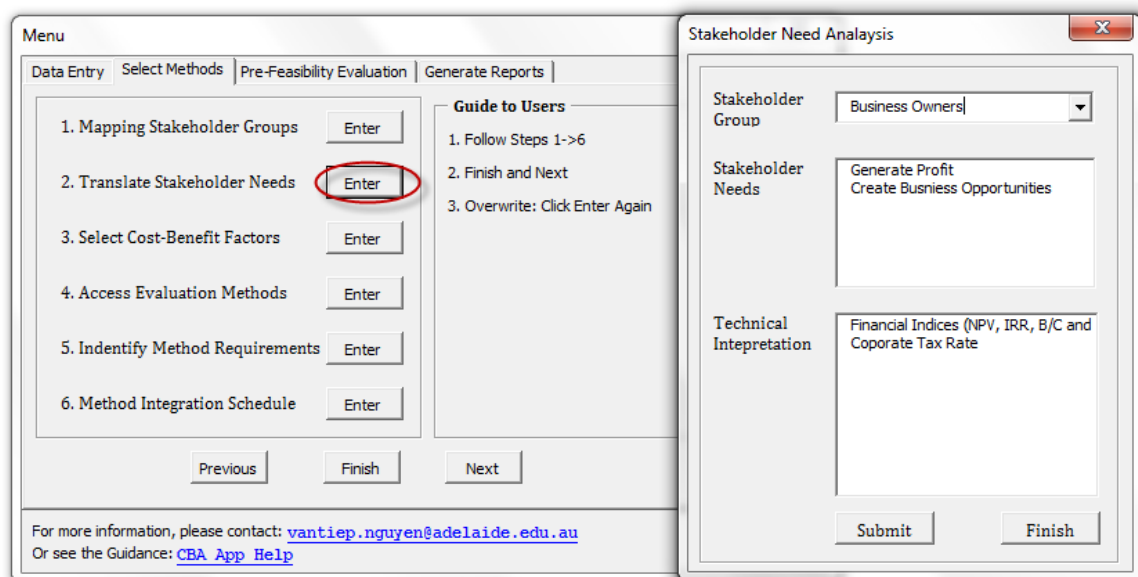 Menu
Data Entry
Select Methods
Pre-Feasibility Evaluation
Generate Reports
1. Mapping Stakeholder Groups
Enter
2. Translate Stakeholder Needs
Enter
3. Select Cost-Benefit Factors
Enter
4. Access Evaluation Methods
Enter
5. Indentify Method Requirements
Enter
6. Method Integration Schedule
Enter
Guide to Users
1. Follow Steps 1->6
2. Finish and Next
3. Overwrite: Click Enter Again
Previous
Finish
Next
For more information, please contact: vantiep.nguyen@adelaide.edu.au
Or see the Guidance: CBA App Help
Stakeholder Need Analaysis
x
Stakeholder
Group
Business Owners
Stakeholder
Needs
Generate Profit
Create Busniess Opportunities
Technical
Intepretation
Financial Indices (NPV, IRR, B/C and
Coporate Tax Rate
Submit
Finish